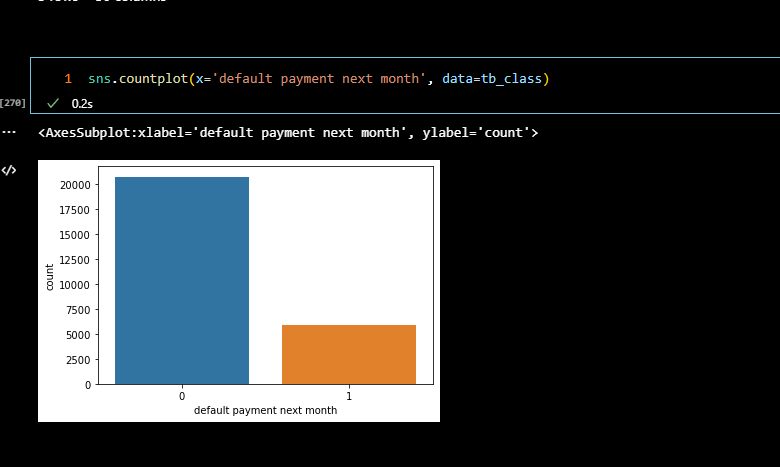 1 sns.countplot(x='default payment next month', data=tb_class)
[270]
0.2s
<AxesSubplot:xlabel='default payment next month', ylabel='count'>
20000
17500
15000
12500
10000
7500
5000
2500
0
count
0 1
default payment next month